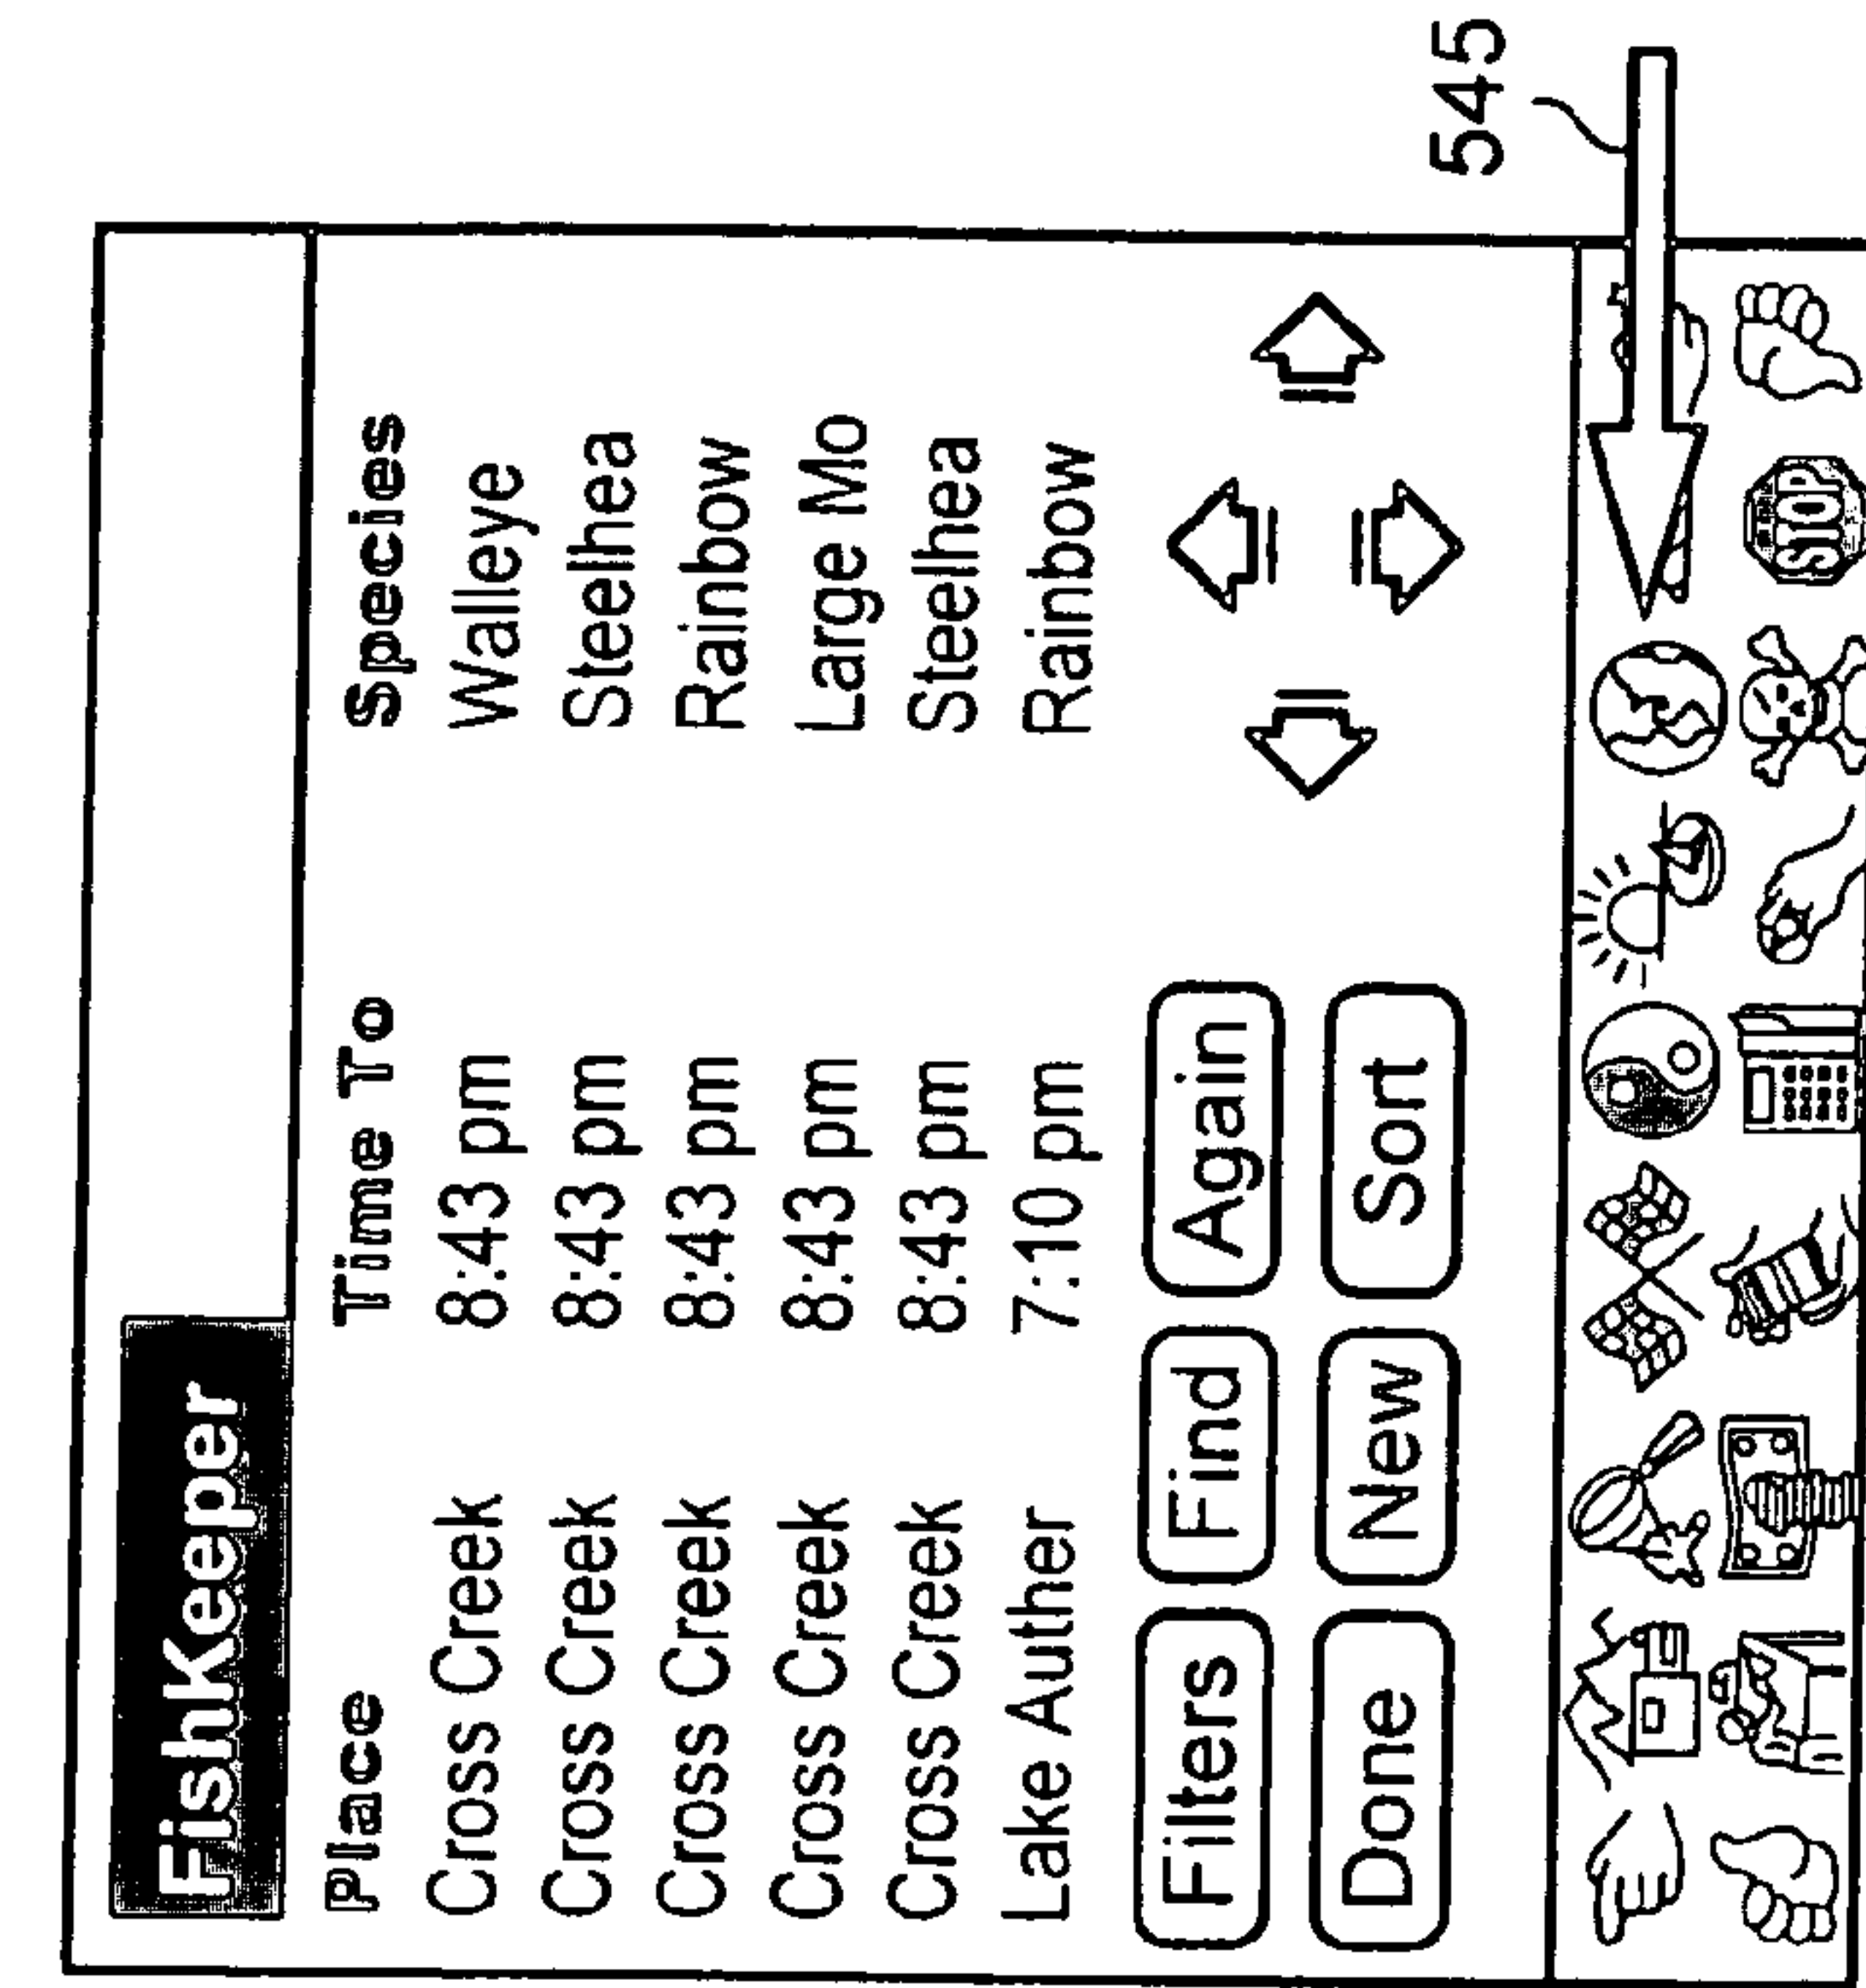 Fishkeeper
Place Time To Species
Cross Creek 8:43 pm Walleye
Cross Creek 8:43 pm Steelhea
Cross Creek 8:43 pm Rainbow
Cross Creek 8:43 pm Large Mo
Cross Creek 8:43 pm Steelhea
Lake Auther 7:10 pm Rainbow
Filters Find Again
Done New Sort
545
STOP